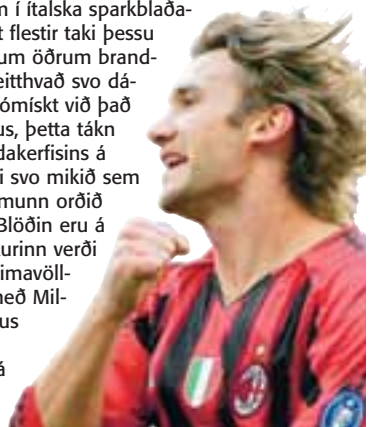 m í ítalska sparkblaða-
t flestir taki þessu
um öðrum brand-
eitthvað svo dá-
ómískt við það
us, þetta tákn
dakerfisins á
i svo mikið sem
munn orðið
Blöðin eru á
urinn verði
imavöll-
með Mil-
us
á